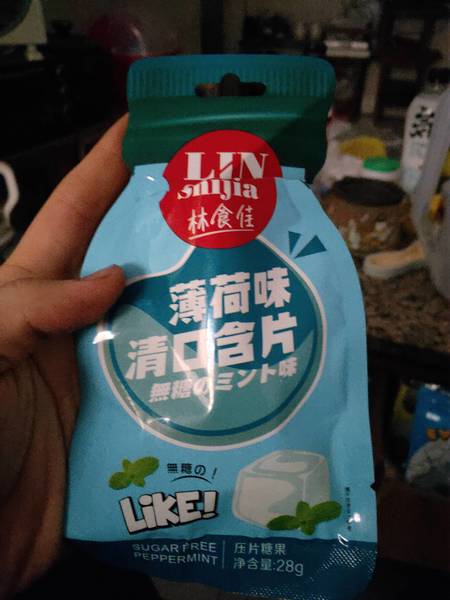 LIN
shijia
林食佳
薄荷味
清口含片
無糖のミント味
無糖の!
LiKE!
SUGAR FREE
PEPPERMINT
压片糖果
净含量:28g